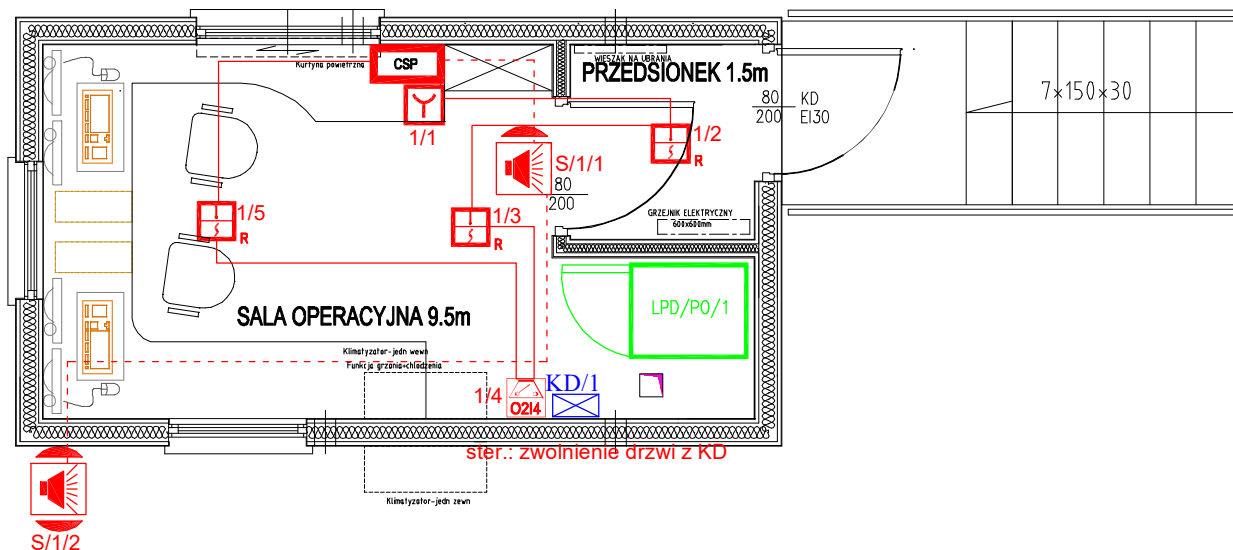 Kurtyna powietrzna
CSP
WIESZAK NA UBRANIA
PRZEDSIONEK 1.5m
80
200
KD
EI30
7×150×30
1/1
1/2
R
S/1/1
80
200
1/5
R
1/3
R
GRZEJNIK ELEKTRYCZNY
600x600mm
SALA OPERACYJNA 9.5m
LPD/PO/1
Klimatyzator-jedn wewn
Funkcja grzania+chlodzenia
1/4
O2I4
KD/1
ster.: zwolnienie drzwi z KD
Klimatyzator-jedn zewn
S/1/2